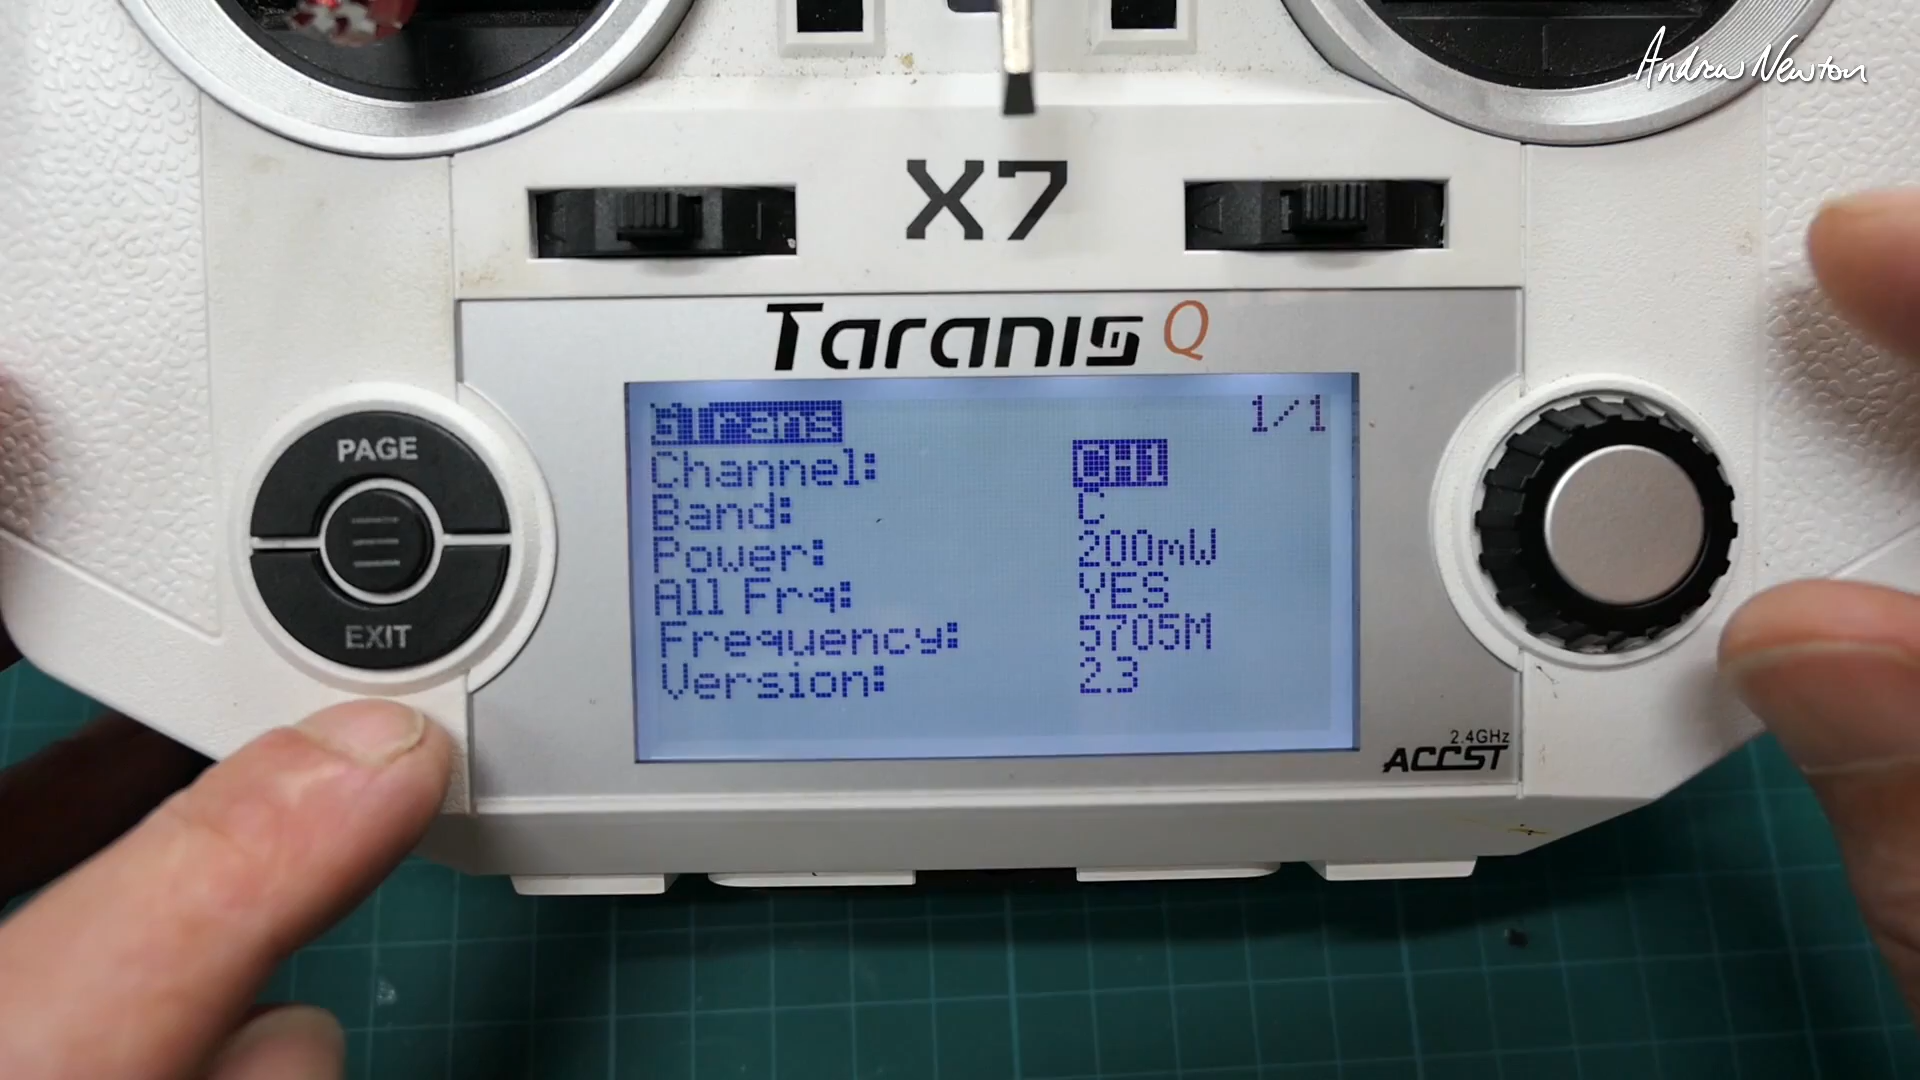 Andrew Newton
X7
Taranis Q
1/1
Channel: CH1
Band: C
Power: 200mW
All Frq: YES
Frequency: 5705M
Version: 2.3
PAGE
EXIT
2.4GHz
ACCST